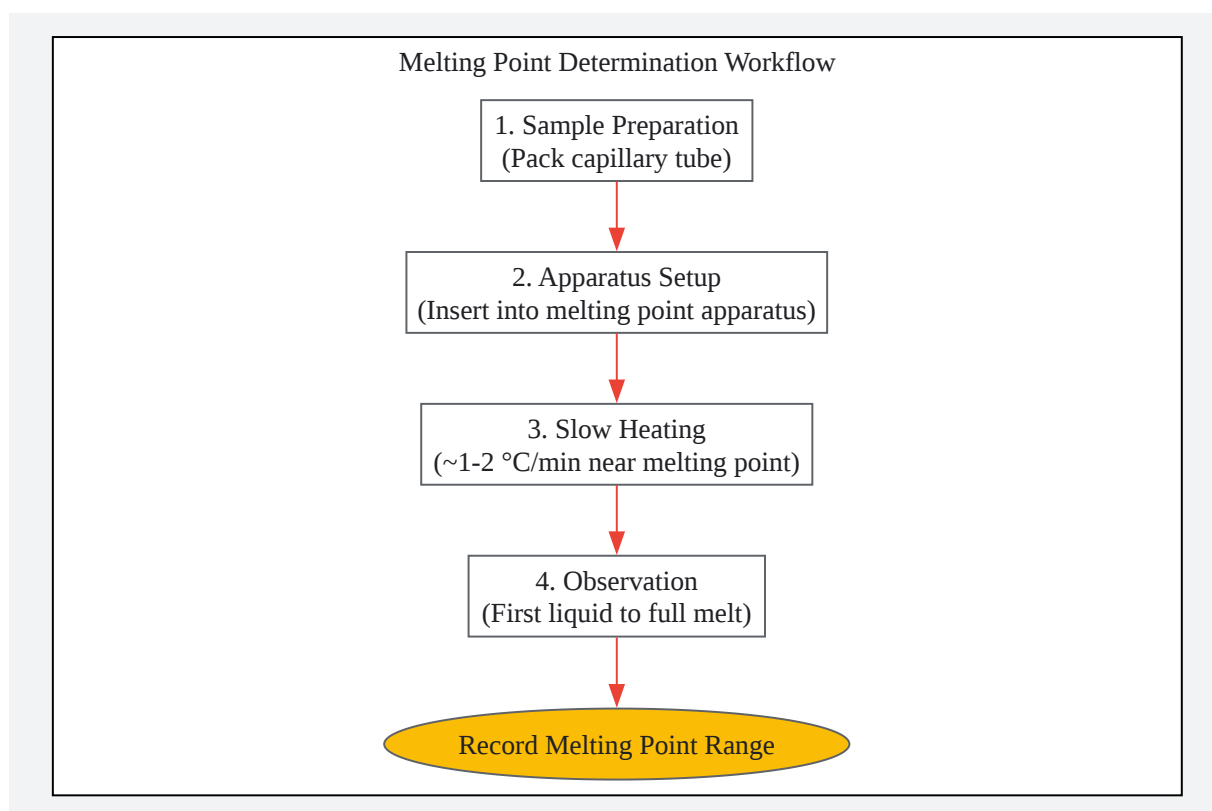 Melting Point Determination Workflow
1. Sample Preparation
(Pack capillary tube)
2. Apparatus Setup
(Insert into melting point apparatus)
3. Slow Heating
(~1-2 °C/min near melting point)
4. Observation
(First liquid to full melt)
Record Melting Point Range